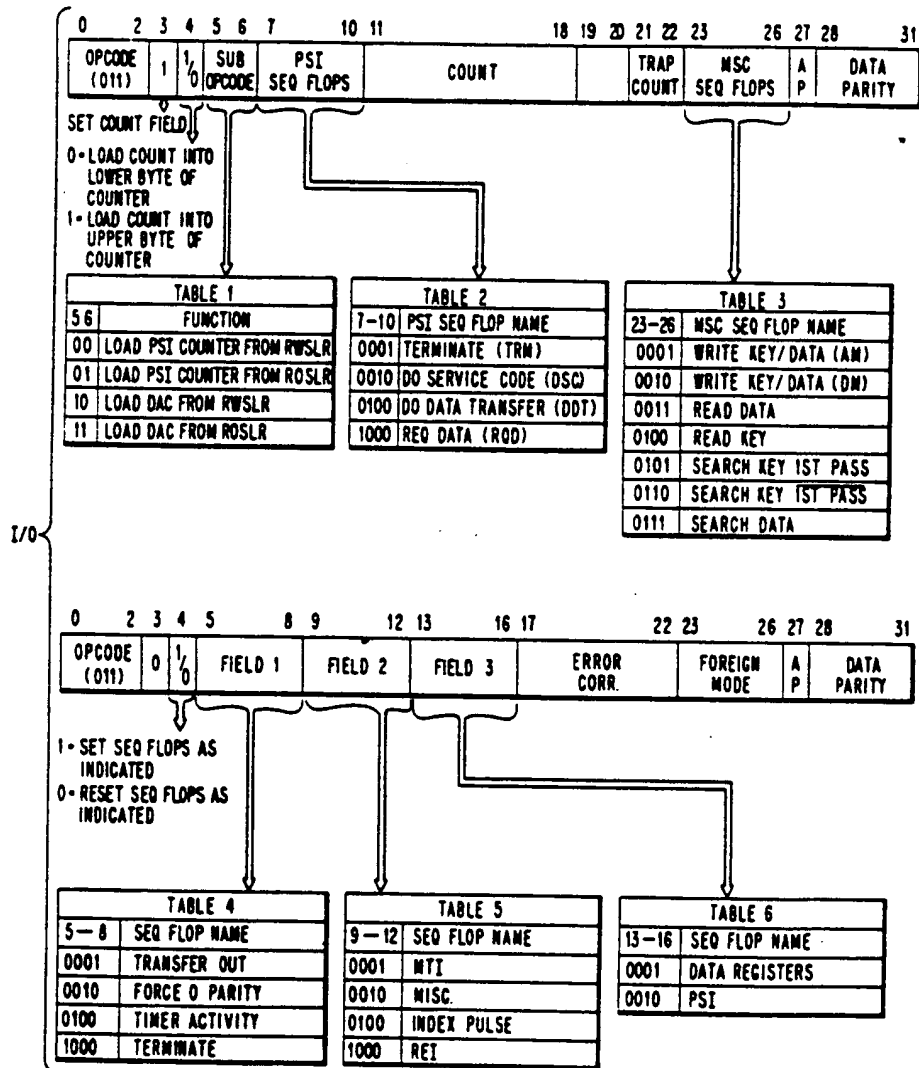 0 2 3 4 5 6 7 10 11 18 19 20 21 22 23 26 27 28 31
OPCODE (011) 1 1/0 SUB OPCODE PSI SEQ FLOPS COUNT TRAP COUNT MSC SEQ FLOPS A P DATA PARITY
SET COUNT FIELD
0=LOAD COUNT INTO
LOWER BYTE OF
COUNTER
1=LOAD COUNT INTO
UPPER BYTE OF
COUNTER
TABLE 1
5 6 FUNCTION
00 LOAD PSI COUNTER FROM RWSLR
01 LOAD PSI COUNTER FROM ROSLR
10 LOAD DAC FROM RWSLR
11 LOAD DAC FROM ROSLR
TABLE 2
7-10 PSI SEQ FLOP NAME
0001 TERMINATE (TRM)
0010 DO SERVICE CODE (DSC)
0100 DO DATA TRANSFER (DDT)
1000 REQ DATA (RQD)
TABLE 3
23-26 MSC SEQ FLOP NAME
0001 WRITE KEY/DATA (AM)
0010 WRITE KEY/DATA (DM)
0011 READ DATA
0100 READ KEY
0101 SEARCH KEY 1ST PASS
0110 SEARCH KEY 1ST PASS
0111 SEARCH DATA
I/O
0 2 3 4 5 8 9 12 13 16 17 22 23 26 27 28 31
OPCODE (011) 0 1/0 FIELD 1 FIELD 2 FIELD 3 ERROR CORR. FOREIGN MODE A P DATA PARITY
1=SET SEQ FLOPS AS
INDICATED
0=RESET SEQ FLOPS AS
INDICATED
TABLE 4
5-8 SEQ FLOP NAME
0001 TRANSFER OUT
0010 FORCE 0 PARITY
0100 TIMER ACTIVITY
1000 TERMINATE
TABLE 5
9-12 SEQ FLOP NAME
0001 MTI
0010 MISC.
0100 INDEX PULSE
1000 REI
TABLE 6
13-16 SEQ FLOP NAME
0001 DATA REGISTERS
0010 PSI